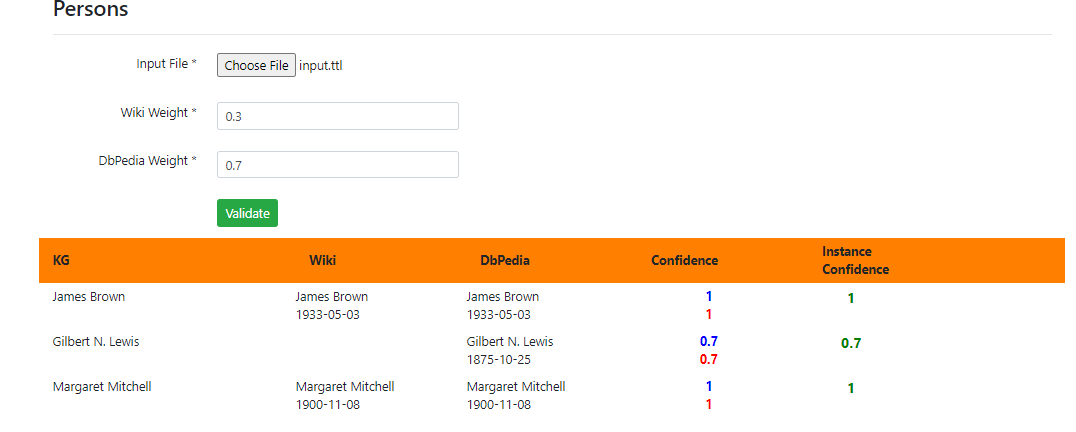 Persons
Input File *
Choose File input.ttl
Wiki Weight *
0.3
DbPedia Weight *
0.7
Validate
KG Wiki DbPedia Confidence Instance Confidence
James Brown James Brown James Brown 1 1
1933-05-03 1933-05-03 1
Gilbert N. Lewis Gilbert N. Lewis 0.7 0.7
1875-10-25 0.7
Margaret Mitchell Margaret Mitchell Margaret Mitchell 1 1
1900-11-08 1900-11-08 1